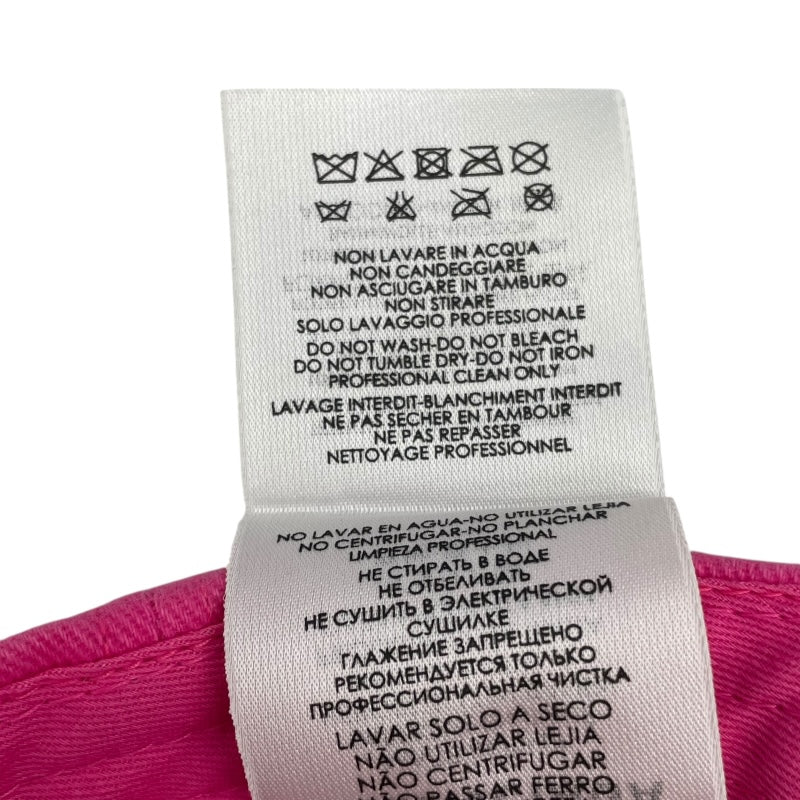 NON LAVARE IN ACQUA
NON CANDEGGIARE
NON ASCIUGARE IN TAMBURO
NON STIRARE
SOLO LAVAGGIO PROFESSIONALE
DO NOT WASH-DO NOT BLEACH
DO NOT TUMBLE DRY-DO NOT IRON
PROFESSIONAL CLEAN ONLY
LAVAGE INTERDIT-BLANCHIMENT INTERDIT
NE PAS SECHER EN TAMBOUR
NE PAS REPASSER
NETTOYAGE PROFESSIONNEL
NO LAVAR EN AGUA-NO UTILIZAR LEJIA
NO CENTRIFUGAR-NO PLANCHAR
LIMPIEZA PROFESSIONAL
НЕ СТИРАТЬ В ВОДЕ
НЕ ОТБЕЛИВАТЬ
НЕ СУШИТЬ В ЭЛЕКТРИЧЕСКОЙ
СУШИЛКЕ
ГЛАЖЕНИЕ ЗАПРЕЩЕНО
РЕКОМЕНДУЕТСЯ ТОЛЬКО
ПРОФЕССИОНАЛЬНАЯ ЧИСТКА
LAVAR SOLO A SECO
NÃO UTILIZAR LEJIA
NÃO CENTRIFUGAR
NÃO PASSAR FERRO